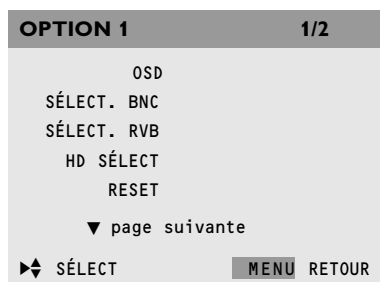 OPTION 1 1/2
OSD
SÉLECT. BNC
SÉLECT. RVB
HD SÉLECT
RESET
▼ page suivante
▶▲▼ SÉLECT MENU RETOUR